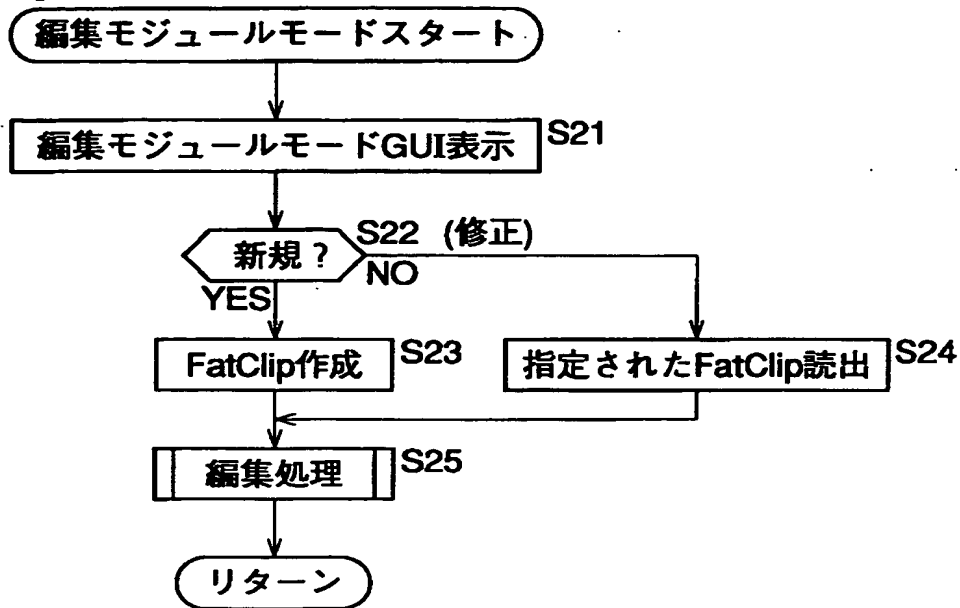 編集モジュールモードスタート
編集モジュールモードGUI表示 S21
新規？ S22 (修正)
YES NO
FatClip作成 S23
指定されたFatClip読出 S24
編集処理 S25
リターン